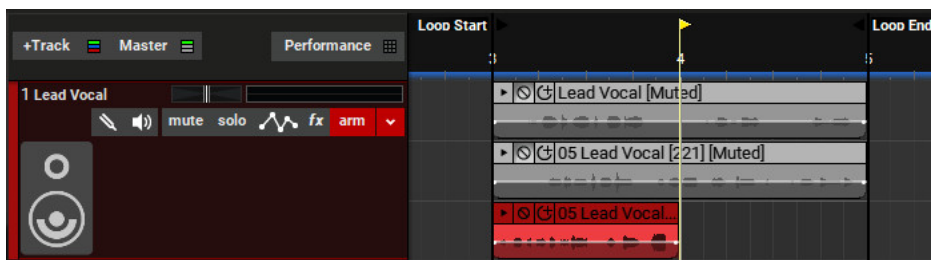 Loop Start
Loop End
+Track
Master
Performance
3
4
5
1 Lead Vocal
mute
solo
fx
arm
Lead Vocal [Muted]
05 Lead Vocal [221] [Muted]
05 Lead Vocal...